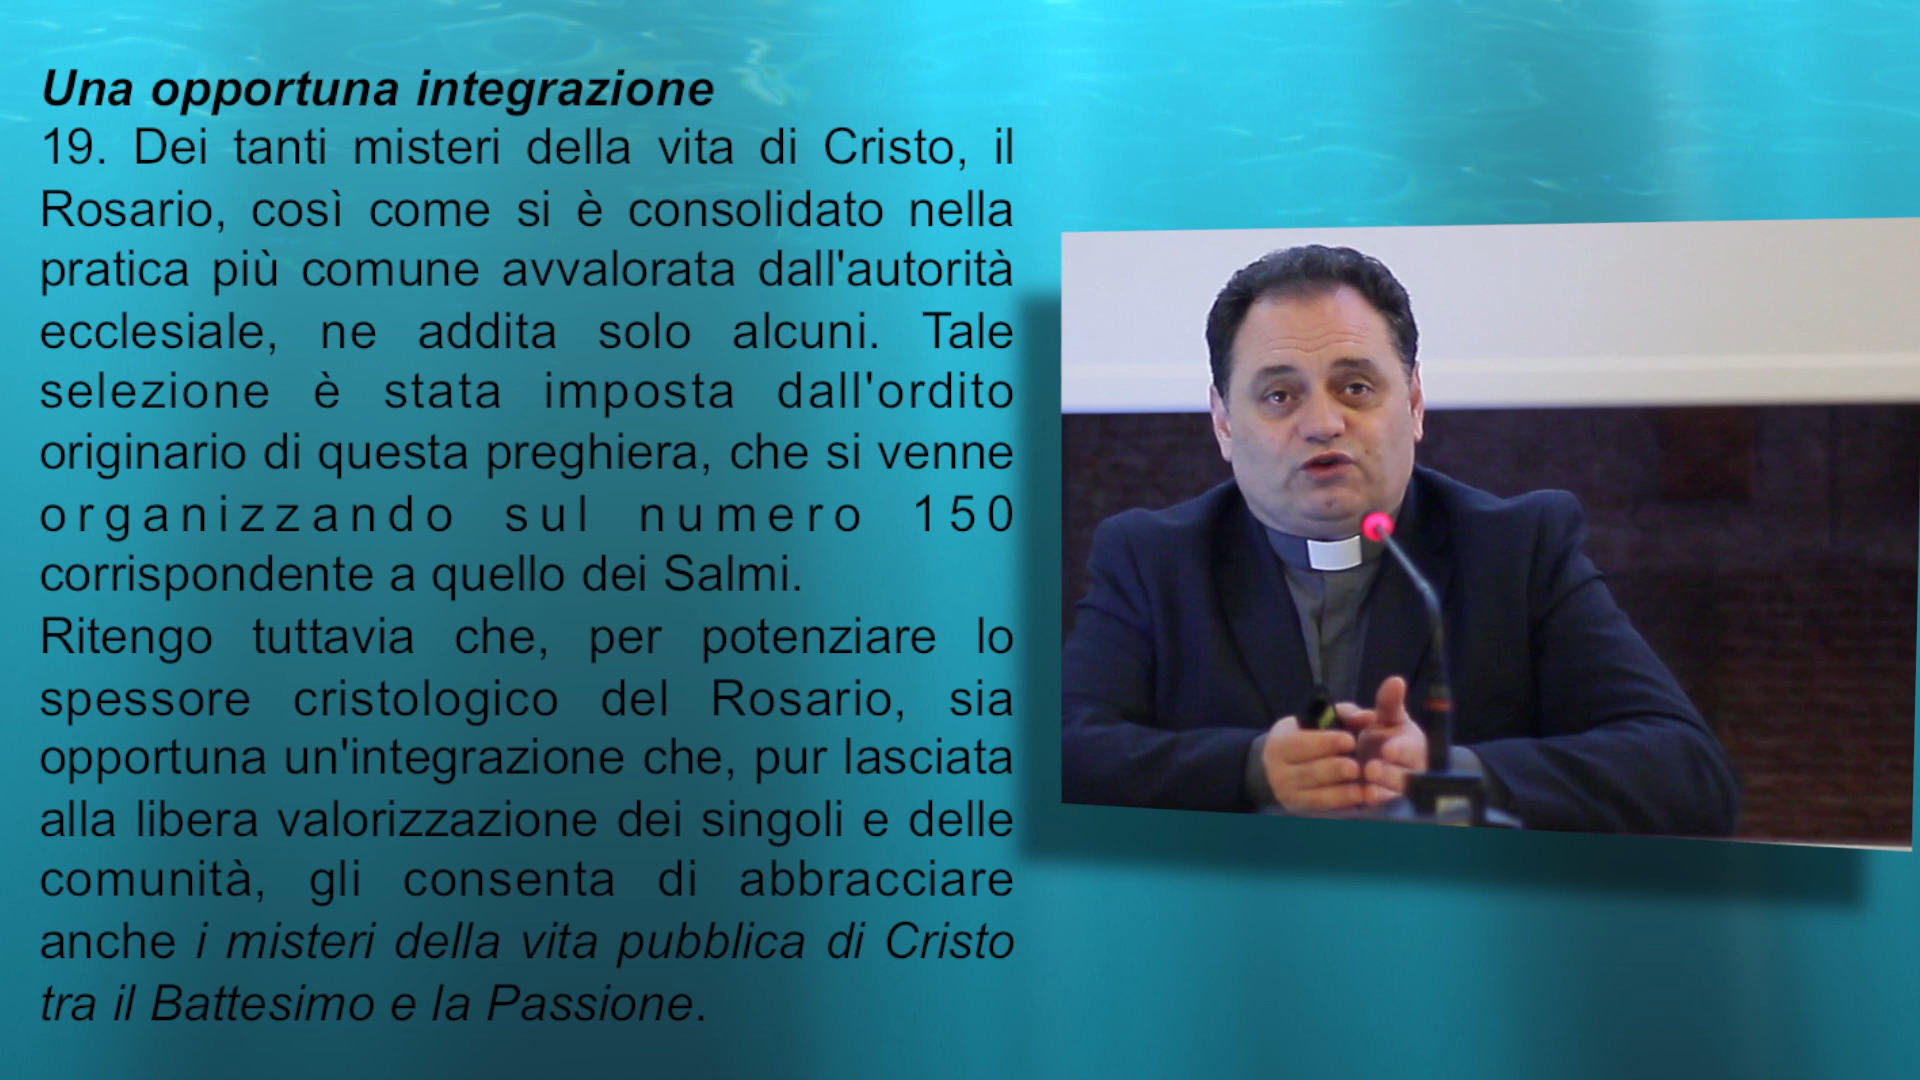 Una opportuna integrazione
19. Dei tanti misteri della vita di Cristo, il
Rosario, così come si è consolidato nella
pratica più comune avvalorata dall'autorità
ecclesiale, ne addita solo alcuni. Tale
selezione è stata imposta dall'ordito
originario di questa preghiera, che si venne
organizzando sul numero 150
corrispondente a quello dei Salmi.
Ritengo tuttavia che, per potenziare lo
spessore cristologico del Rosario, sia
opportuna un'integrazione che, pur lasciata
alla libera valorizzazione dei singoli e delle
comunità, gli consenta di abbracciare
anche i misteri della vita pubblica di Cristo
tra il Battesimo e la Passione.